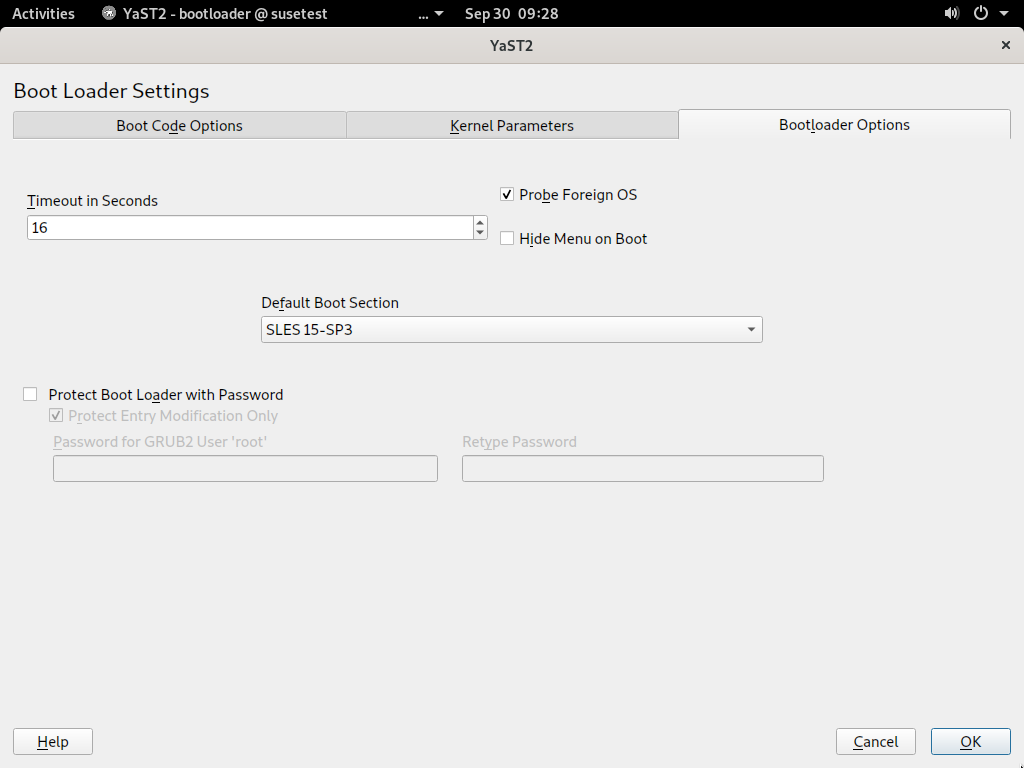 Activities YaST2 - bootloader @ susetest ... Sep 30 09:28
YaST2
Boot Loader Settings
Boot Code Options Kernel Parameters Bootloader Options
Timeout in Seconds
Probe Foreign OS
16
Hide Menu on Boot
Default Boot Section
SLES 15-SP3
Protect Boot Loader with Password
Protect Entry Modification Only
Password for GRUB2 User 'root' Retype Password
Help Cancel OK